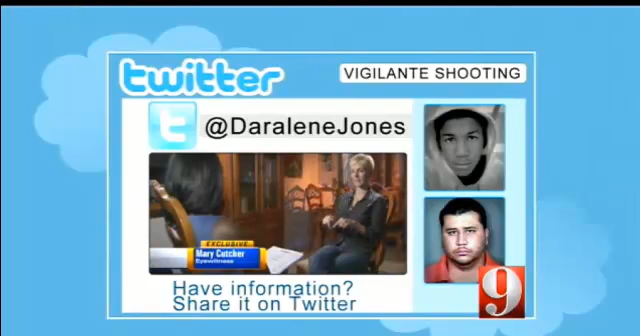 twitter
VIGILANTE SHOOTING
t
@DaraleneJones
EXCLUSIVE
Mary Cutcher
Eyewitness
9
Have information?
Share it on Twitter